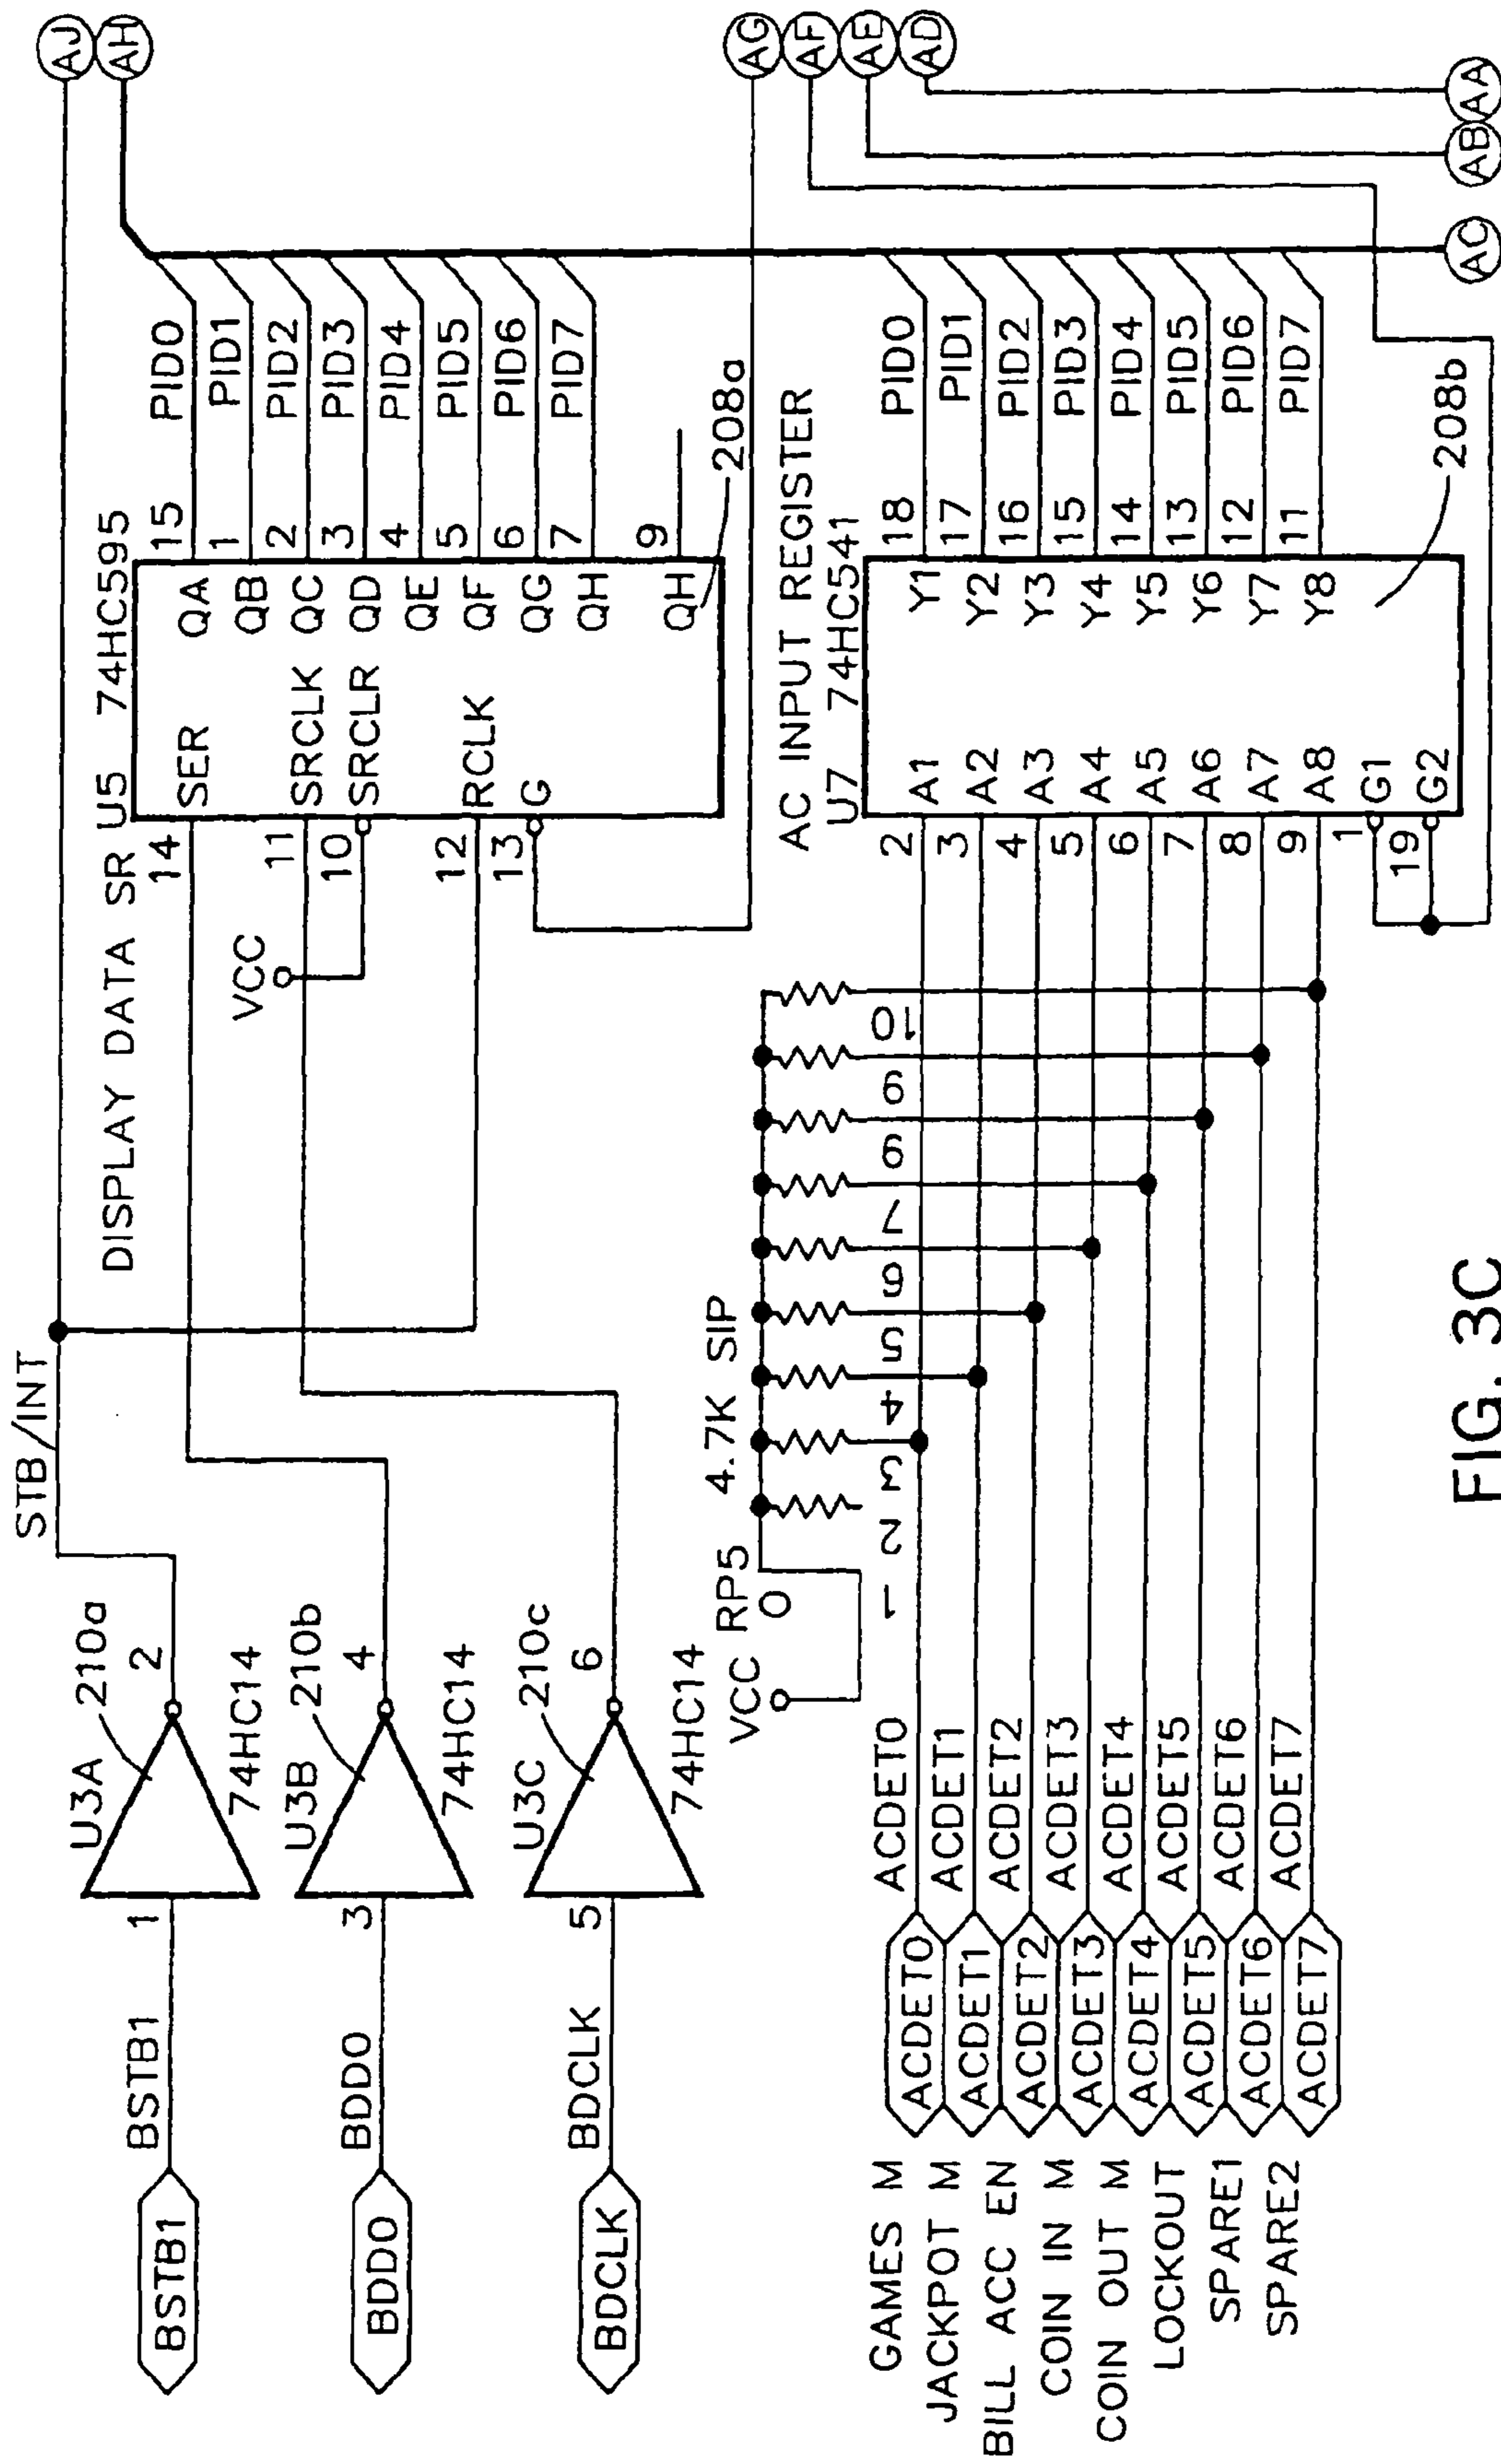 AJ
AH
AG
AF
AE
AD
AA
AB
AC
STB/INT
U3A
210a
1
2
74HC14
BSTB1
BSTB1
U3B
210b
3
4
74HC14
BDD0
BDD0
U3C
210c
5
6
74HC14
BDCLK
BDCLK
DISPLAY DATA SR
U5 74HC595
VCC
14 SER QA 15 PID0
QB 1 PID1
11 SRCLK QC 2 PID2
10 SRCLR QD 3 PID3
QE 4 PID4
12 RCLK QF 5 PID5
13 G QG 6 PID6
QH 7 PID7
QH 9
208a
AC INPUT REGISTER
U7 74HC541
2 A1 Y1 18 PID0
3 A2 Y2 17 PID1
4 A3 Y3 16 PID2
5 A4 Y4 15 PID3
6 A5 Y5 14 PID4
7 A6 Y6 13 PID5
8 A7 Y7 12 PID6
9 A8 Y8 11 PID7
1 G1
19 G2
208b
VCC RP5 4.7K SIP
0
1 2 3 4 5 6 7 9 9 10
GAMES M ACDET0 ACDET0
JACKPOT M ACDET1 ACDET1
BILL ACC EN ACDET2 ACDET2
COIN IN M ACDET3 ACDET3
COIN OUT M ACDET4 ACDET4
LOCKOUT ACDET5 ACDET5
SPARE1 ACDET6 ACDET6
SPARE2 ACDET7 ACDET7
FIG. 3C